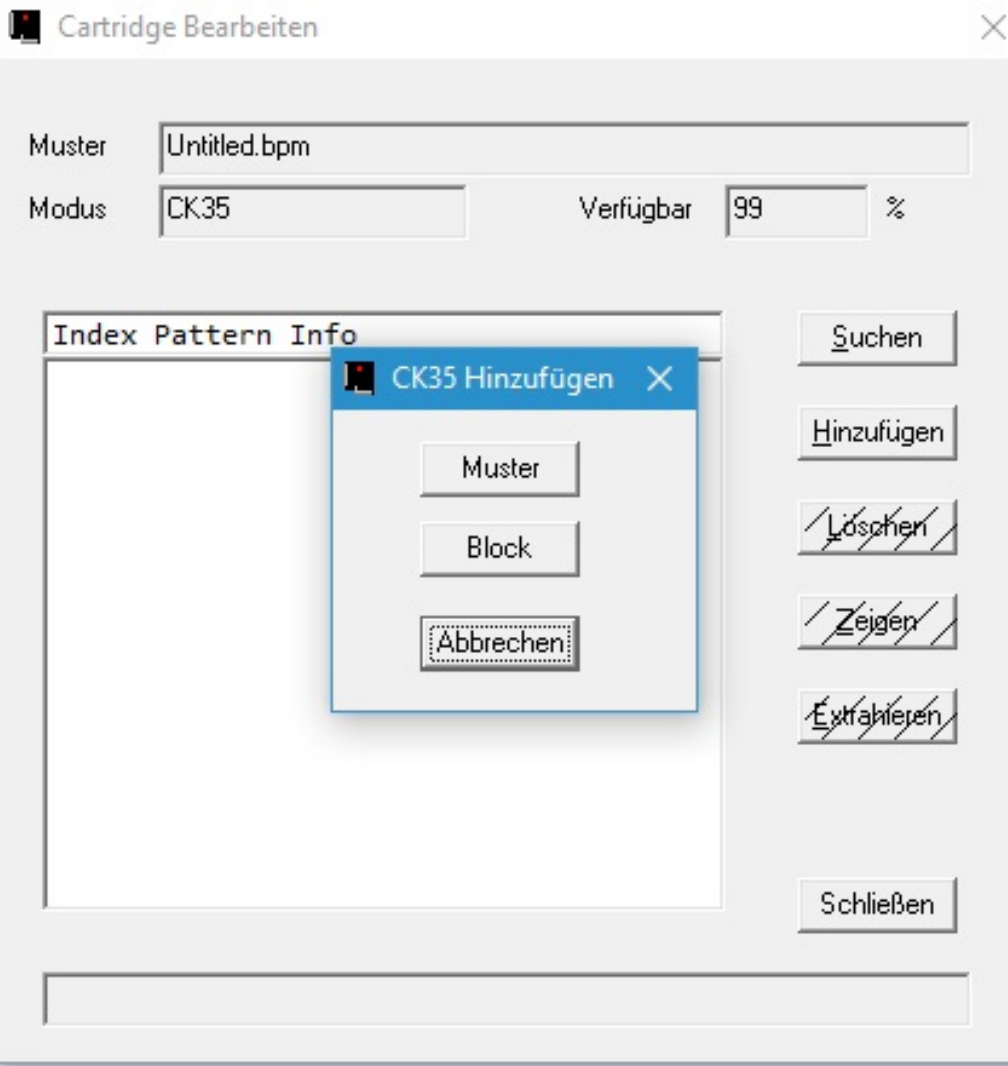 Cartridge Bearbeiten
Muster Untitled.bpm
Modus CK35 Verfügbar 99 %
Index Pattern Info
Suchen
CK35 Hinzufügen
Hinzufügen
Muster
Löschen
Block
Zeigen
Abbrechen
Extrahieren
Schließen